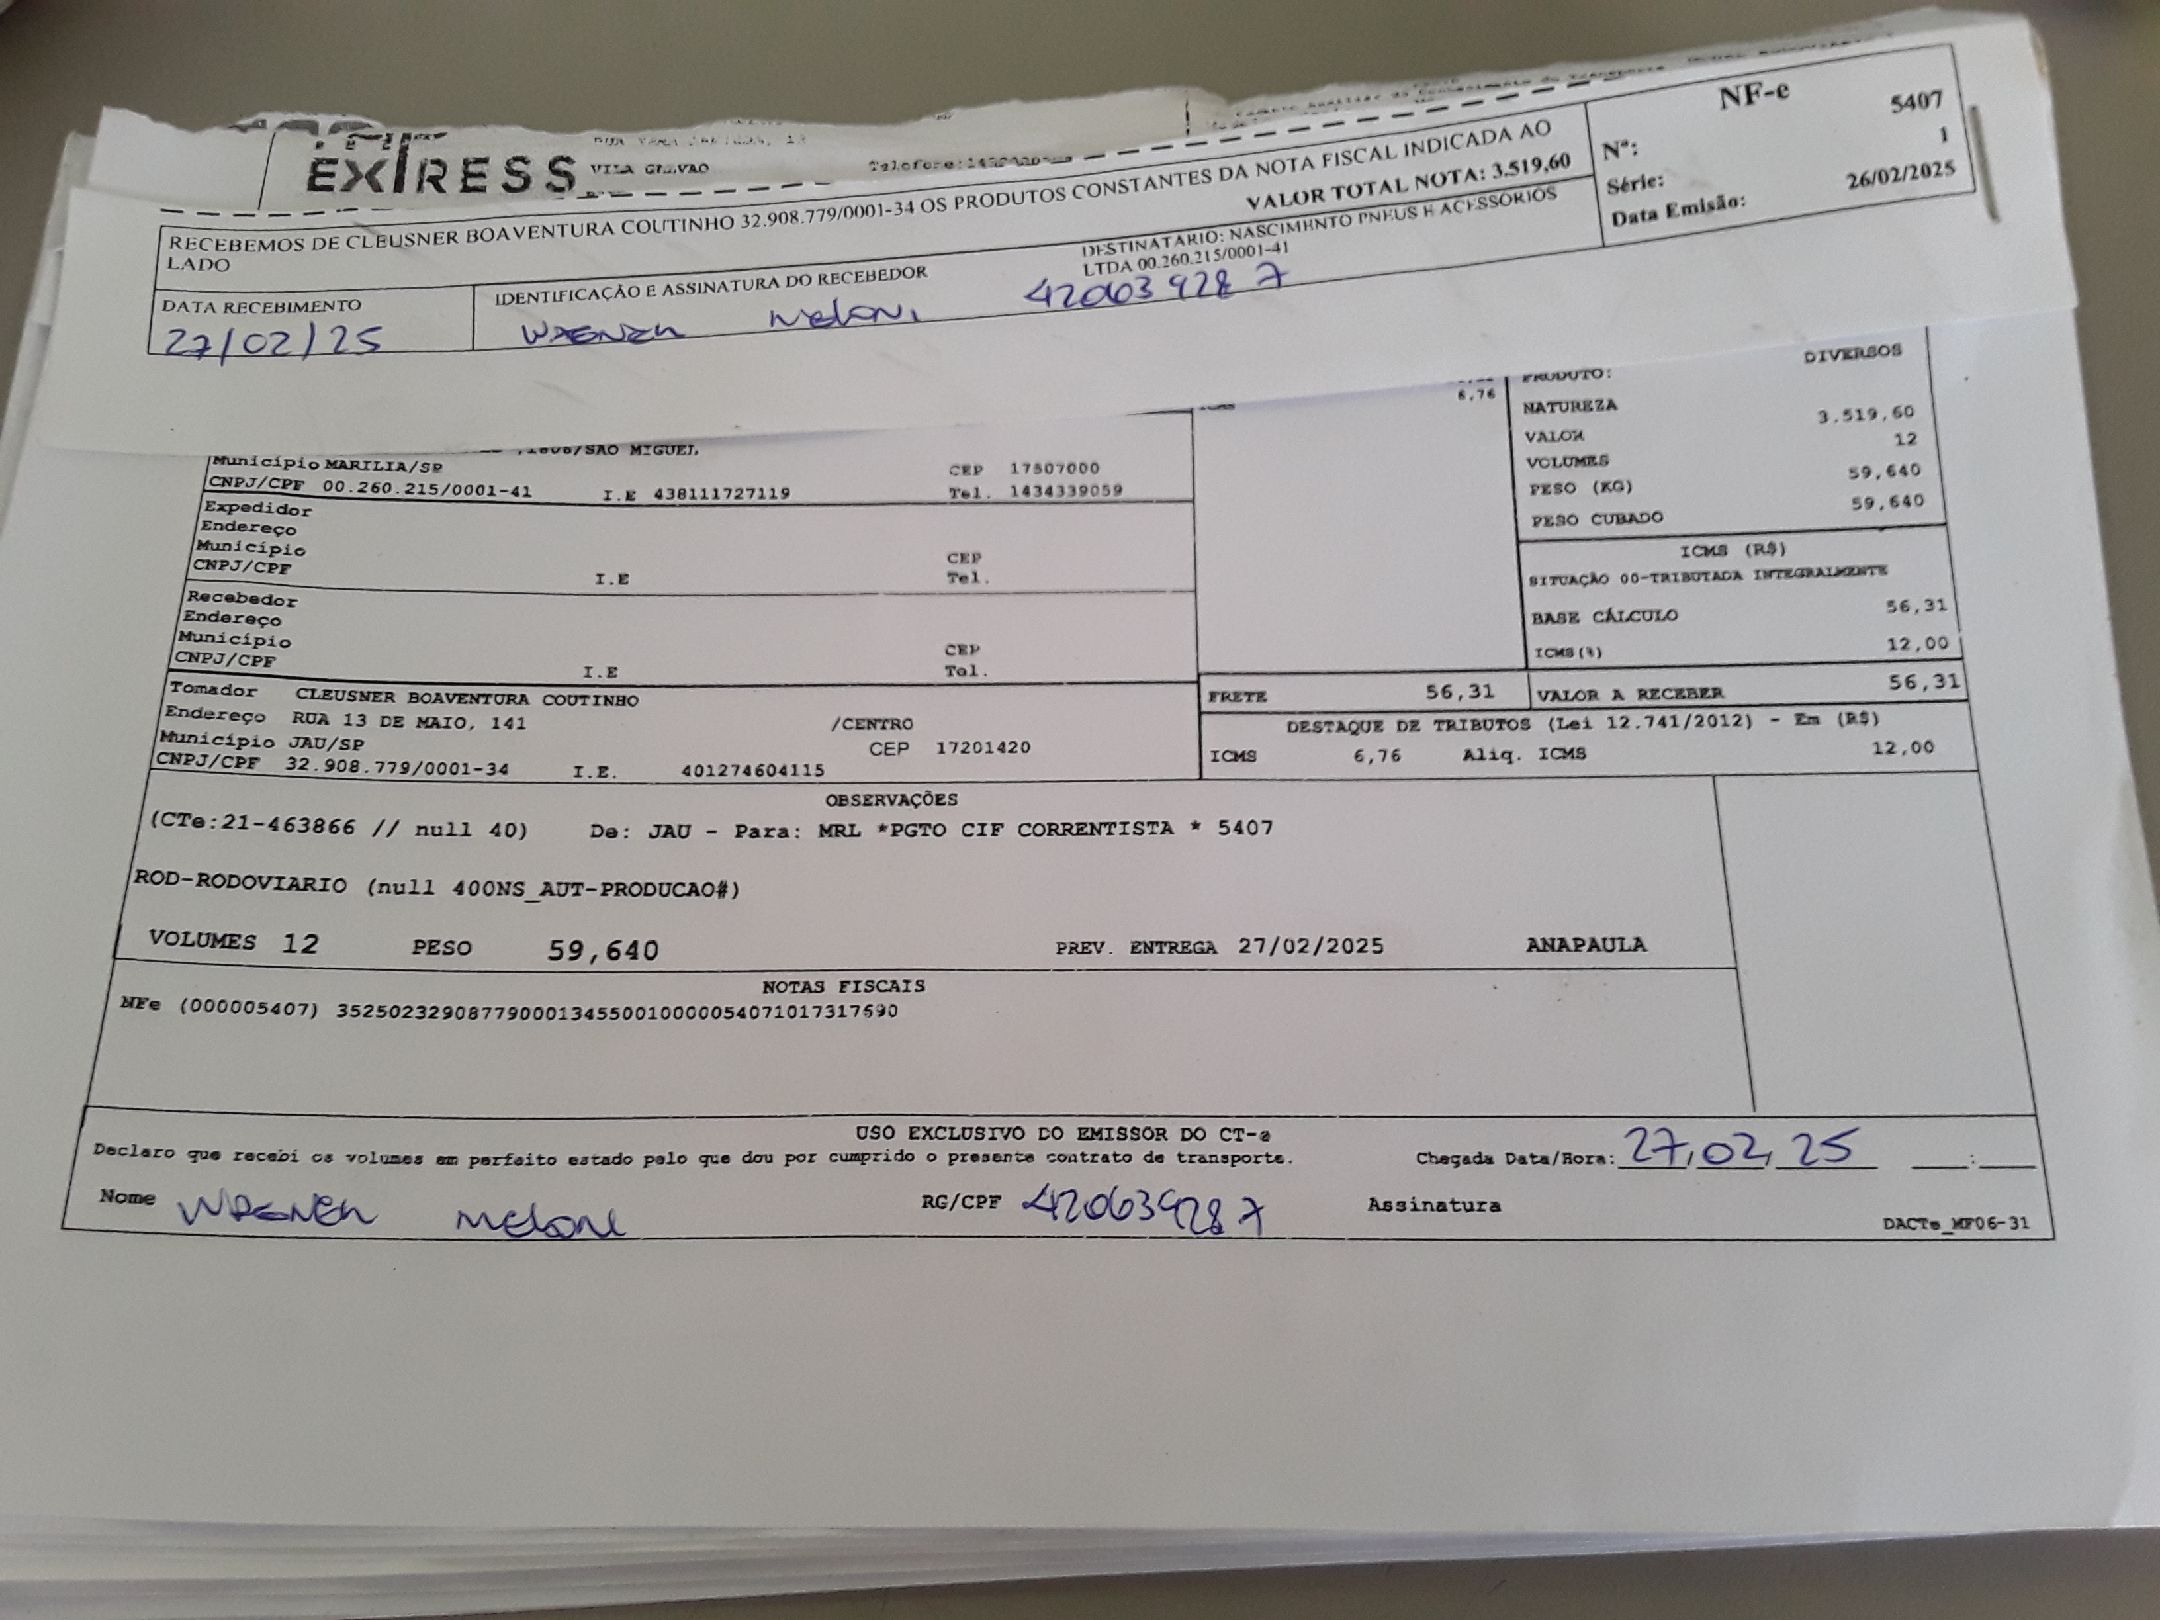 EXPRESS
VILA GALVAO
NF-e
RECEBEMOS DE CLEUSNER BOAVENTURA COUTINHO 32.908.779/0001-34 OS PRODUTOS CONSTANTES DA NOTA FISCAL INDICADA AO
LADO
VALOR TOTAL NOTA: 3.519,60
DESTINATÁRIO: NASCIMENTO PNEUS E ACESSÓRIOS
LTDA 00.260.215/0001-41
Nº: 5407
Série: 1
Data Emissão: 26/02/2025
DATA RECEBIMENTO
27/02/25
IDENTIFICAÇÃO E ASSINATURA DO RECEBEDOR
WAGNER MELONI 420639287
6,76
PRODUTO: DIVERSOS
NATUREZA
VALOR 3.519,60
VOLUMES 12
PESO (KG) 59,640
PESO CUBADO 59,640
/SAO MIGUEL
Município MARILIA/SP CEP 17507000
CNPJ/CPF 00.260.215/0001-41 I.E 438111727119 Tel. 1434339059
Expedidor
Endereço
Município CEP
CNPJ/CPF I.E Tel.
Recebedor
Endereço
Município CEP
CNPJ/CPF I.E Tel.
ICMS (R$)
SITUAÇÃO 00-TRIBUTADA INTEGRALMENTE
BASE CÁLCULO 56,31
ICMS(%) 12,00
Tomador CLEUSNER BOAVENTURA COUTINHO
Endereço RUA 13 DE MAIO, 141 /CENTRO
Município JAU/SP CEP 17201420
CNPJ/CPF 32.908.779/0001-34 I.E. 401274604115
FRETE 56,31 VALOR A RECEBER 56,31
DESTAQUE DE TRIBUTOS (Lei 12.741/2012) - Em (R$)
ICMS 6,76 Aliq. ICMS 12,00
OBSERVAÇÕES
(CTe:21-463866 // null 40) De: JAU - Para: MRL *PGTO CIF CORRENTISTA * 5407
ROD-RODOVIARIO (null 400NS_AUT-PRODUCAO#)
VOLUMES 12 PESO 59,640 PREV. ENTREGA 27/02/2025 ANAPAULA
NOTAS FISCAIS
NFe (000005407) 35250232908779000134550010000054071017317690
USO EXCLUSIVO DO EMISSOR DO CT-e
Declaro que recebi os volumes em perfeito estado pelo que dou por cumprido o presente contrato de transporte.
Chegada Data/Hora: 27/02/25 ____:____
Nome WAGNER MELONI RG/CPF 420639287 Assinatura
DACTe_MF06-31